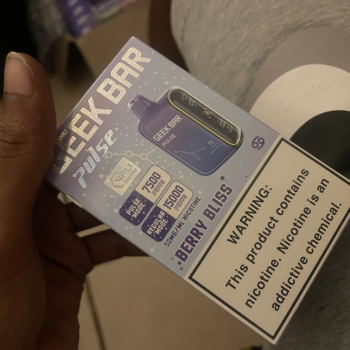 GEEK BAR
Pulse
GEEK BAR
PULSE
7500
PULSE
MODE
15000
REGULAR
MODE
50MG/ML NICOTINE
BERRY BLISS
WARNING:
This product contains
nicotine. Nicotine is an
addictive chemical.